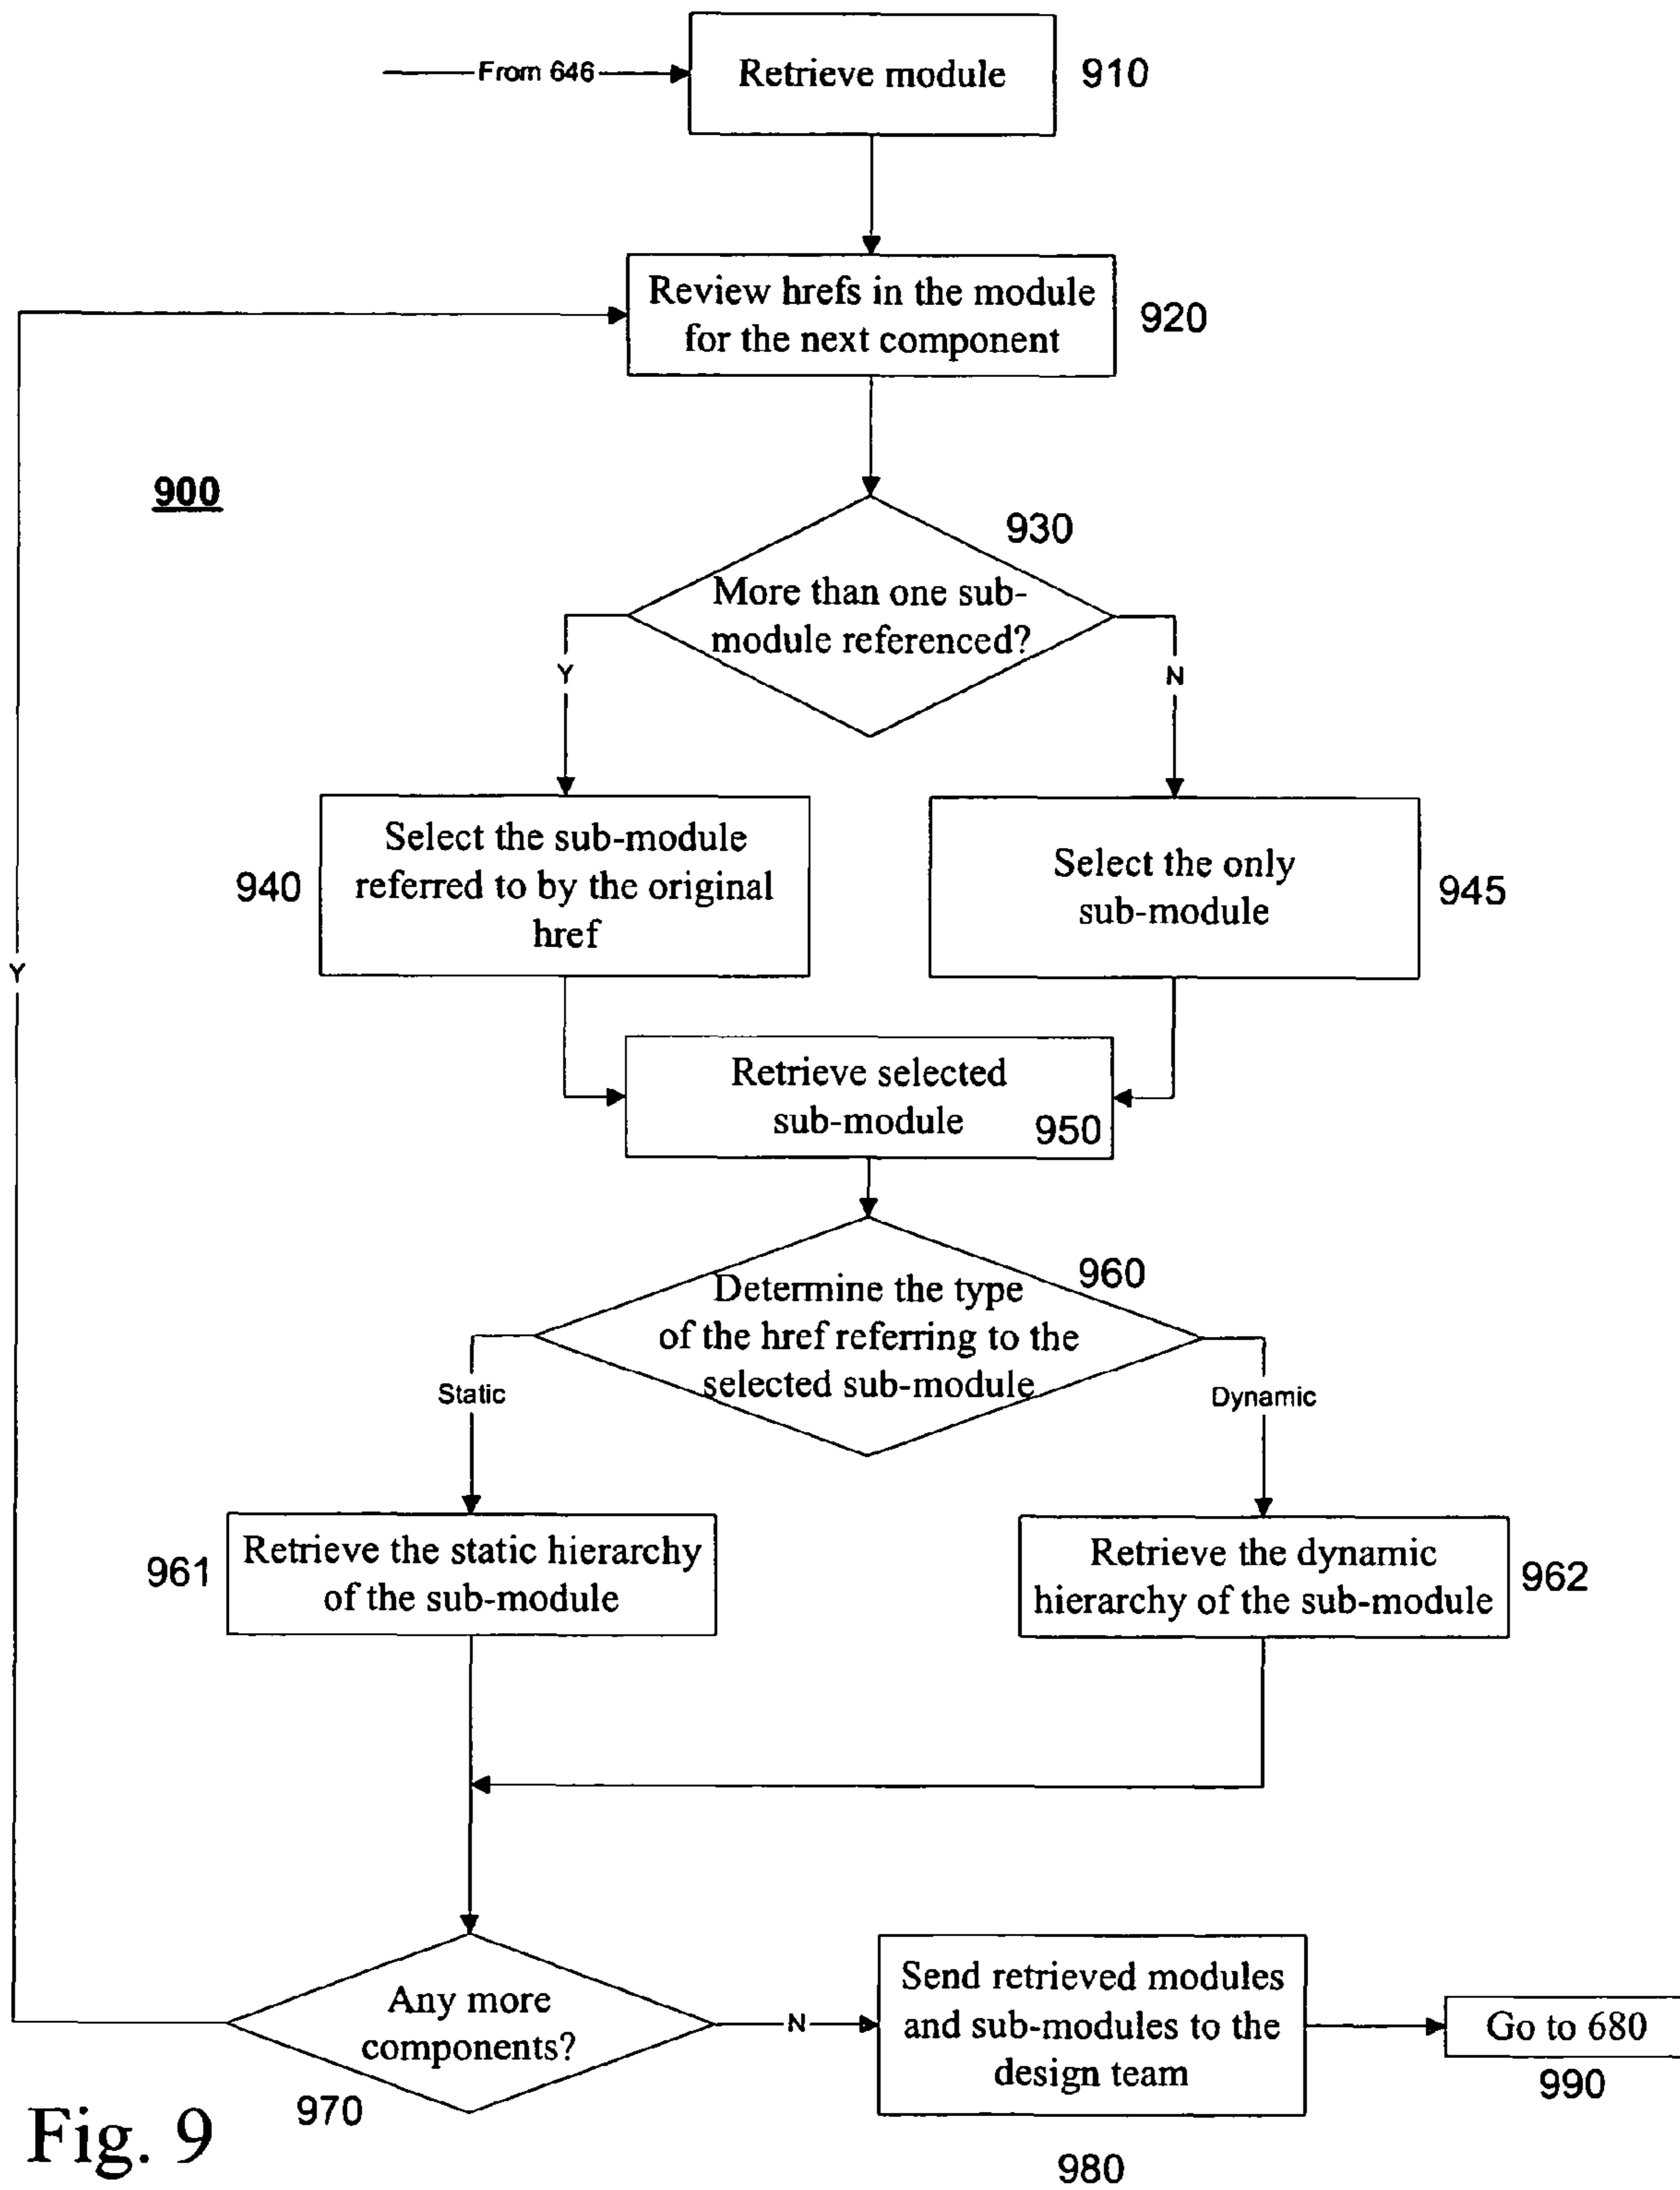 From 646
Retrieve module
910
Review hrefs in the module
for the next component
920
900
930
More than one sub-
module referenced?
Y
N
Select the sub-module
referred to by the original
href
940
Select the only
sub-module
945
Y
Retrieve selected
sub-module
950
960
Determine the type
of the href referring to the
selected sub-module
Static
Dynamic
961
Retrieve the static hierarchy
of the sub-module
Retrieve the dynamic
hierarchy of the sub-module
962
Any more
components?
970
N
Send retrieved modules
and sub-modules to the
design team
980
Go to 680
990
Fig. 9